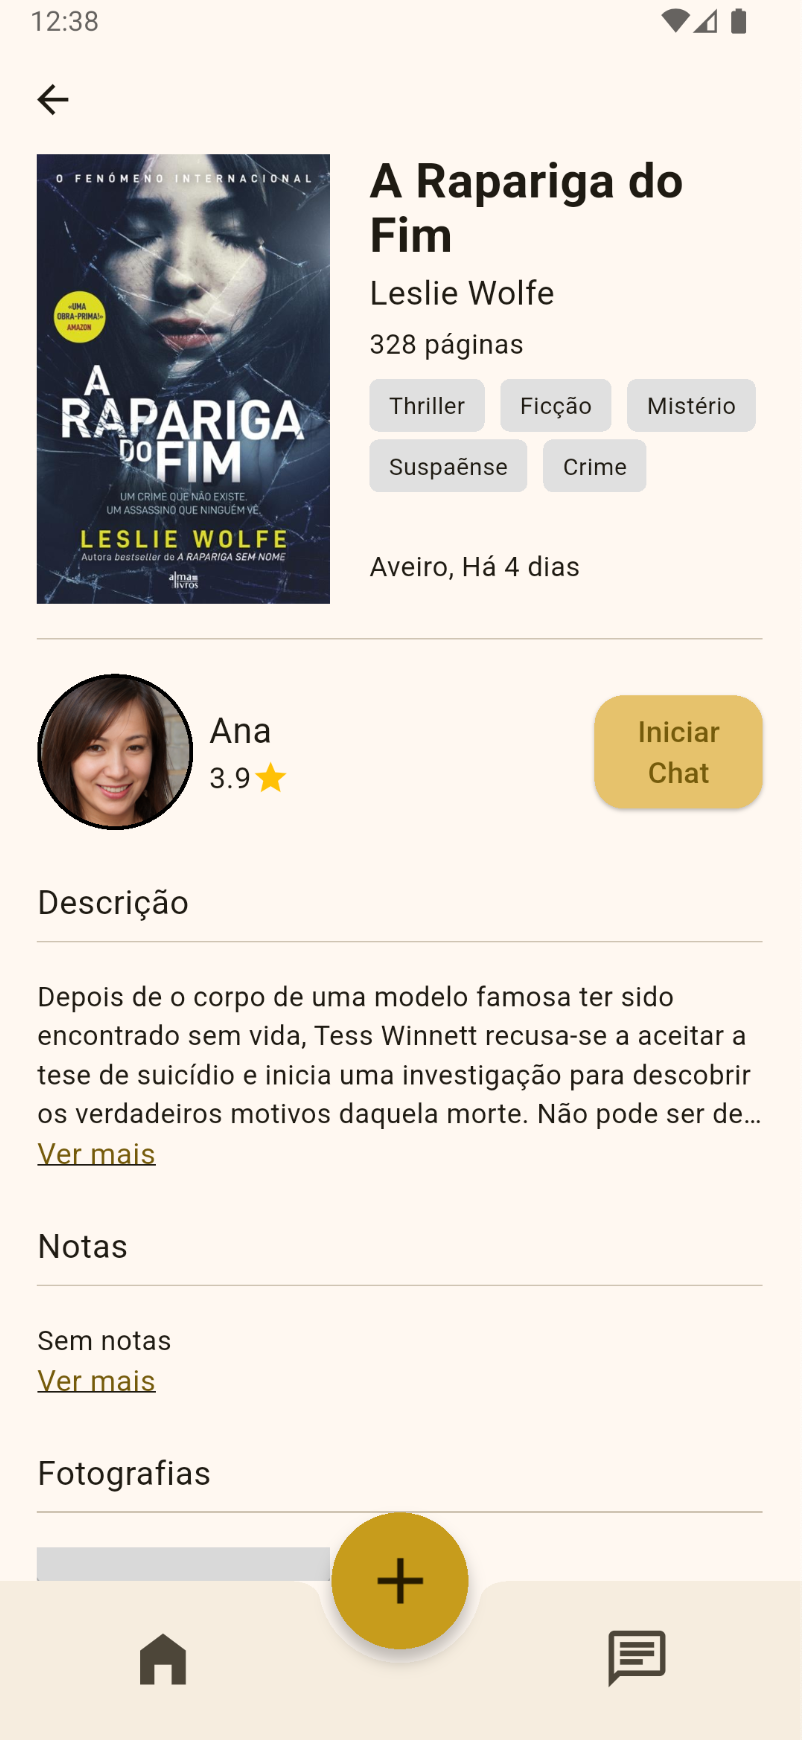 12:38
O FENÓMENO INTERNACIONAL
«UMA
OBRA-PRIMA!»
AMAZON
A
RAPARIGA
DO FIM
UM CRIME QUE NÃO EXISTE.
UM ASSASSINO QUE NINGUÉM VÊ.
LESLIE WOLFE
Autora bestseller de A RAPARIGA SEM NOME
alma
livros
A Rapariga do
Fim
Leslie Wolfe
328 páginas
Thriller Ficção Mistério
Suspaẽnse Crime
Aveiro, Há 4 dias
Ana
3.9
Iniciar
Chat
Descrição
Depois de o corpo de uma modelo famosa ter sido
encontrado sem vida, Tess Winnett recusa-se a aceitar a
tese de suicídio e inicia uma investigação para descobrir
os verdadeiros motivos daquela morte. Não pode ser de…
Ver mais
Notas
Sem notas
Ver mais
Fotografias